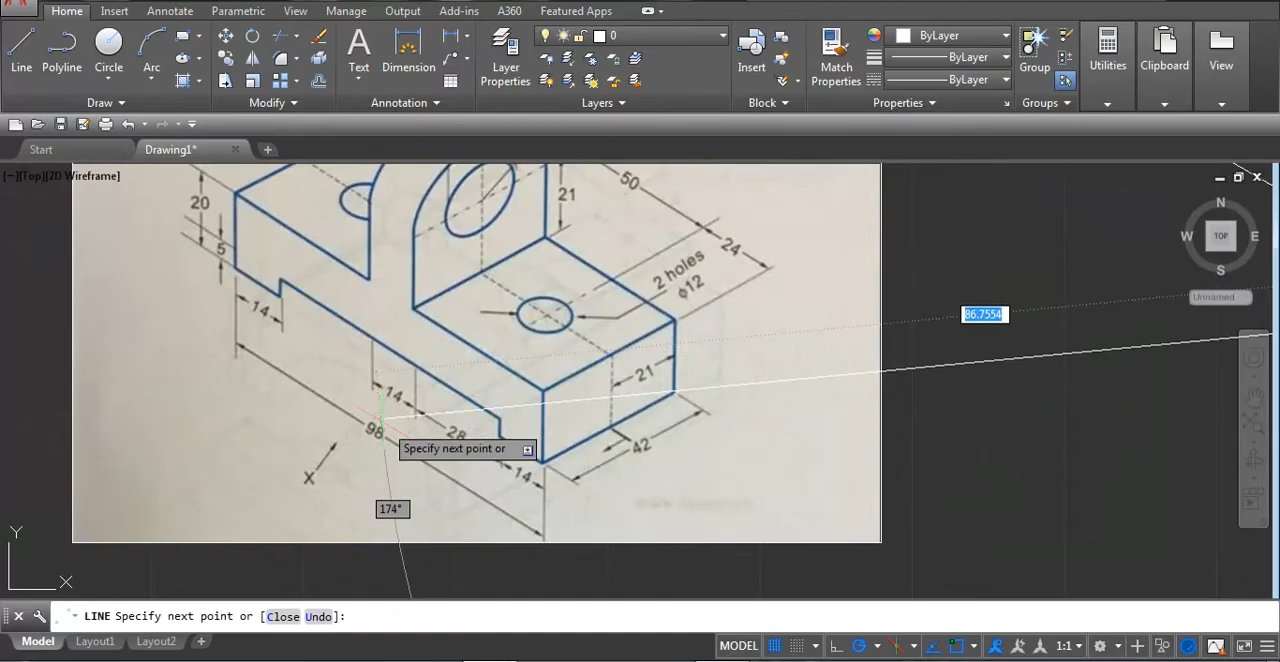 Home Insert Annotate Parametric View Manage Output Add-ins A360 Featured Apps
Line Polyline Circle Arc Text Dimension Layer Properties 0 Insert Match Properties ByLayer ByLayer ByLayer Group Utilities Clipboard View
Draw Modify Annotation Layers Block Properties Groups
Start Drawing1* +
[−][Top][2D Wireframe]
N
W TOP E
S
Unnamed
50
20
21
5
24
2 holes
ϕ12
14
86.7554
21
14
98
28
42
Specify next point or
X
14
174°
Y
X
LINE Specify next point or [Close Undo]:
Model Layout1 Layout2 +
MODEL 1:1